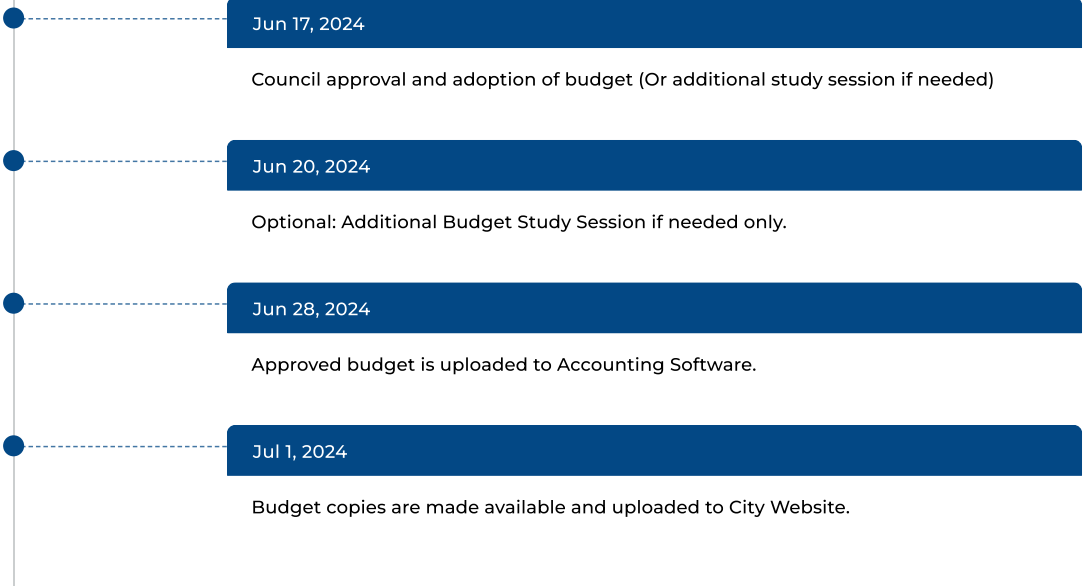 Jun 17, 2024
Council approval and adoption of budget (Or additional study session if needed)
Jun 20, 2024
Optional: Additional Budget Study Session if needed only.
Jun 28, 2024
Approved budget is uploaded to Accounting Software.
Jul 1, 2024
Budget copies are made available and uploaded to City Website.